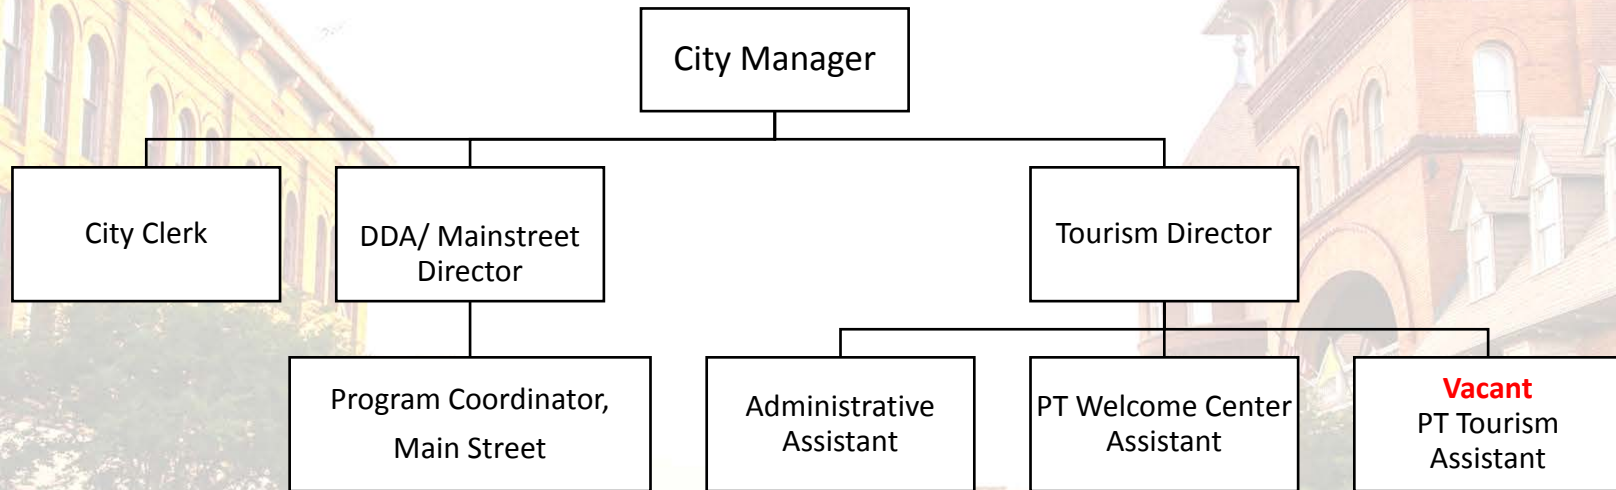 City Manager
City Clerk
DDA/ Mainstreet
Director
Tourism Director
Program Coordinator,
Main Street
Administrative
Assistant
PT Welcome Center
Assistant
Vacant
PT Tourism
Assistant